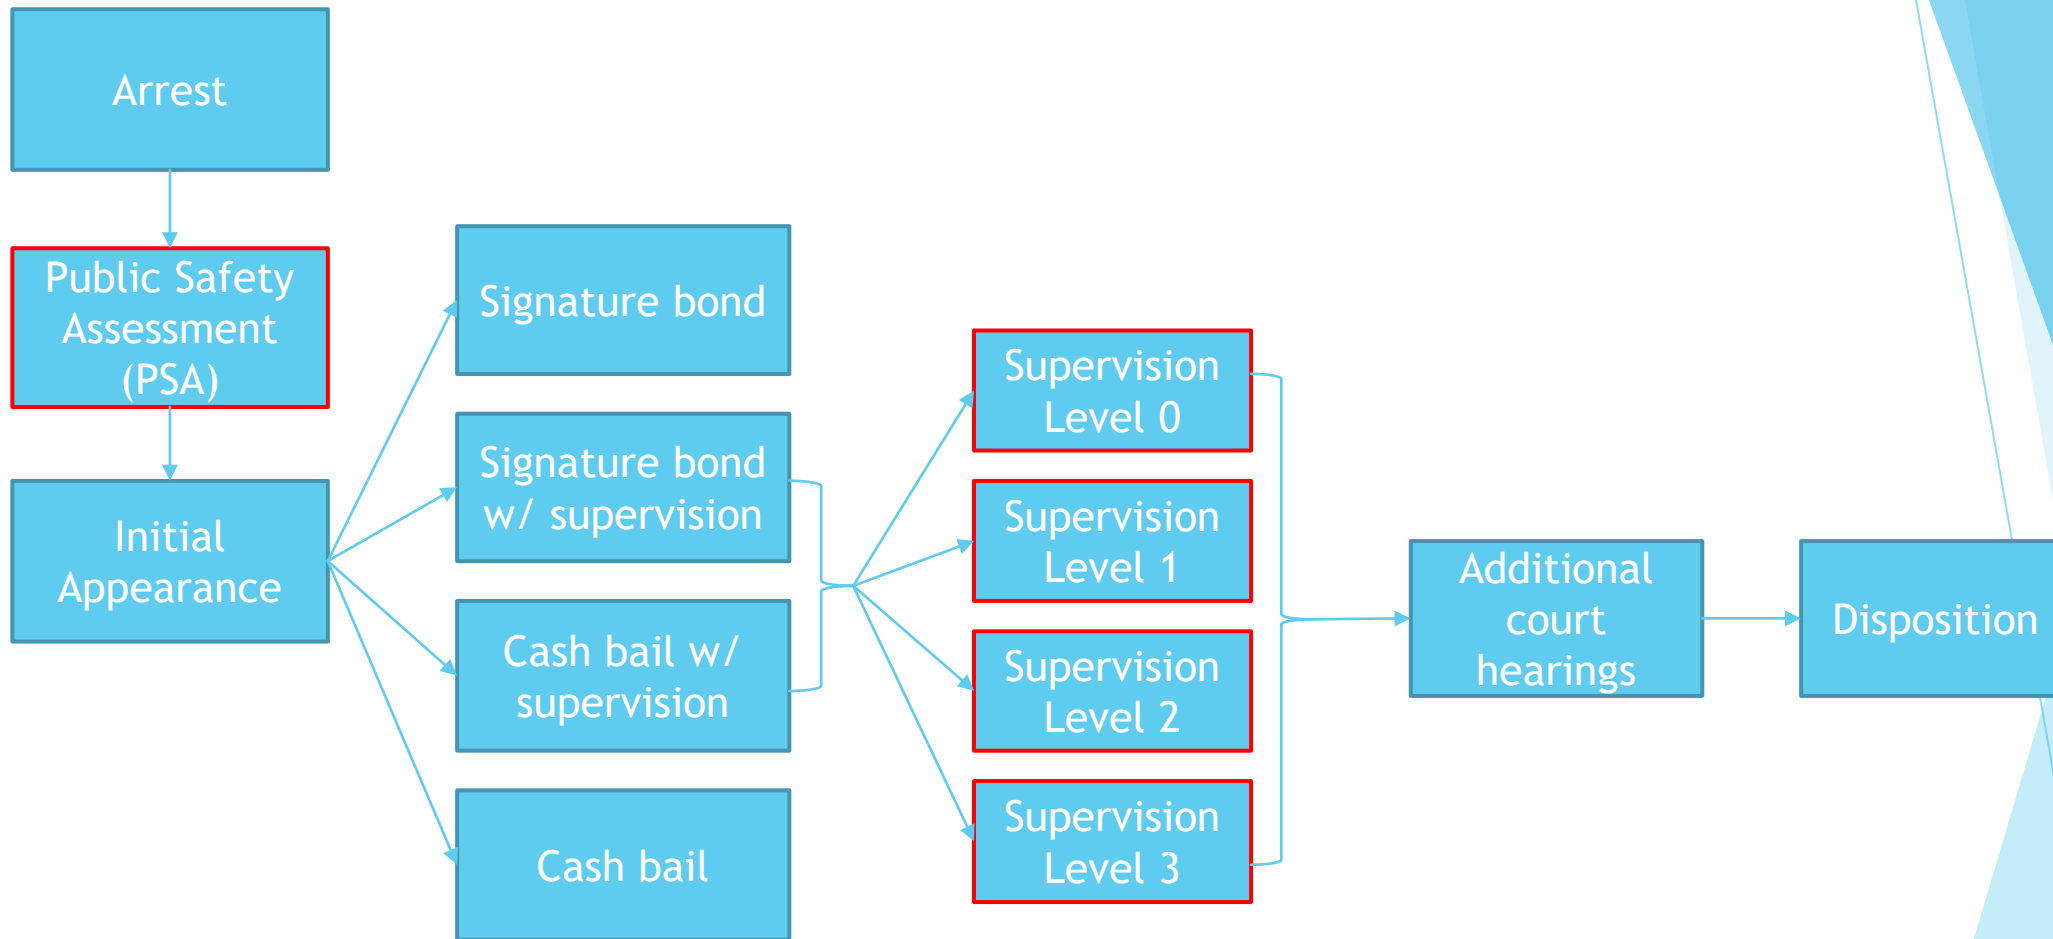 Arrest
Public Safety
Assessment
(PSA)
Initial
Appearance
Signature bond
Signature bond
w/ supervision
Cash bail w/
supervision
Cash bail
Supervision
Level 0
Supervision
Level 1
Supervision
Level 2
Supervision
Level 3
Additional
court
hearings
Disposition